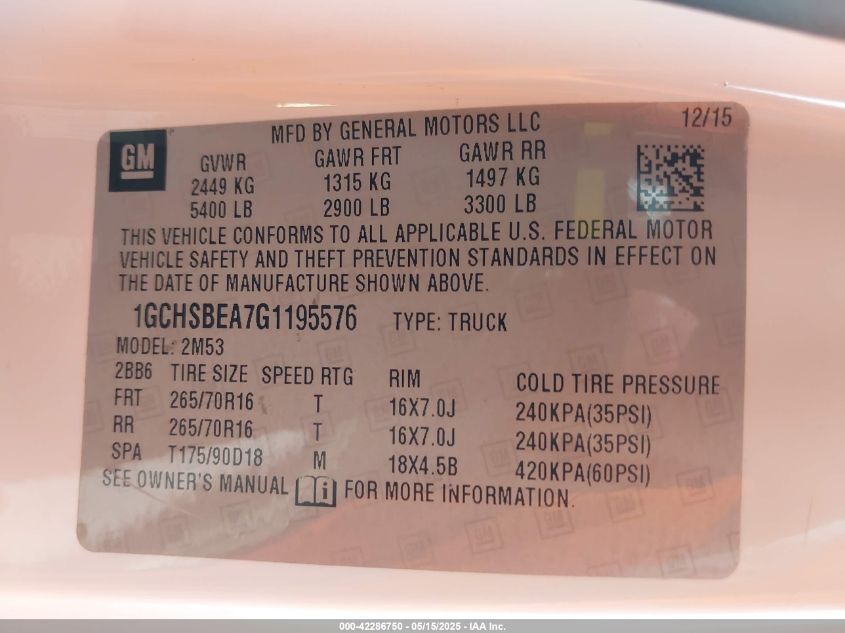 GM
MFD BY GENERAL MOTORS LLC 12/15
GVWR GAWR FRT GAWR RR
2449 KG 1315 KG 1497 KG
5400 LB 2900 LB 3300 LB
THIS VEHICLE CONFORMS TO ALL APPLICABLE U.S. FEDERAL MOTOR
VEHICLE SAFETY AND THEFT PREVENTION STANDARDS IN EFFECT ON
THE DATE OF MANUFACTURE SHOWN ABOVE.
1GCHSBEA7G1195576 TYPE: TRUCK
MODEL: 2M53
2BB6 TIRE SIZE SPEED RTG RIM COLD TIRE PRESSURE
FRT 265/70R16 T 16X7.0J 240KPA(35PSI)
RR 265/70R16 T 16X7.0J 240KPA(35PSI)
SPA T175/90D18 M 18X4.5B 420KPA(60PSI)
SEE OWNER'S MANUAL i FOR MORE INFORMATION.
000-42286750 - 05/15/2025 - IAA Inc.